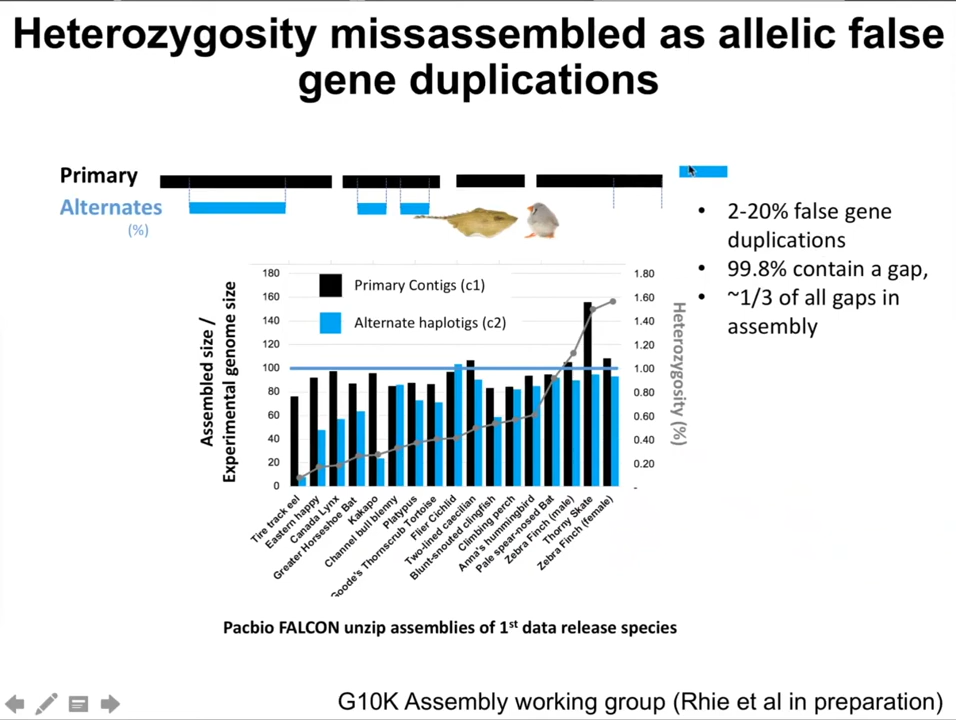 Heterozygosity missassembled as allelic false
gene duplications
Primary
Alternates
(%)
• 2-20% false gene
duplications
• 99.8% contain a gap,
• ~1/3 of all gaps in
assembly
Assembled size /
Experimental genome size
180
160
140
120
100
80
60
40
20
0
Primary Contigs (c1)
Alternate haplotigs (c2)
1.80
1.60
1.40
1.20
1.00
0.80
0.60
0.40
0.20
-
Heterozygosity (%)
Tire track eel
Eastern happy
Canada Lynx
Greater Horseshoe Bat
Kakapo
Channel bull blenny
Platypus
Goode's Thornscrub Tortoise
Flier Cichlid
Two-lined caecilian
Blunt-snouted clingfish
Climbing perch
Anna's hummingbird
Pale spear-nosed Bat
Zebra Finch (male)
Thorny Skate
Zebra Finch (female)
Pacbio FALCON unzip assemblies of 1st data release species
G10K Assembly working group (Rhie et al in preparation)